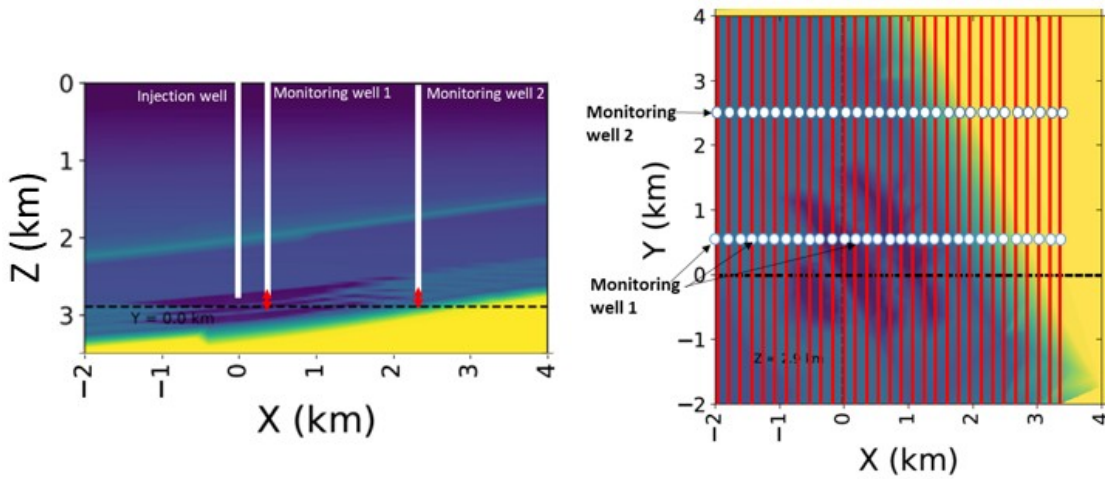 Injection well
Monitoring well 1
Monitoring well 2
Y = 0.0 km
Z (km)
0
1
2
3
−2
−1
0
1
2
3
4
X (km)
Monitoring
well 2
Monitoring
well 1
Z = 2.9 km
Y (km)
4
3
2
1
0
−1
−2
−2
−1
0
1
2
3
4
X (km)